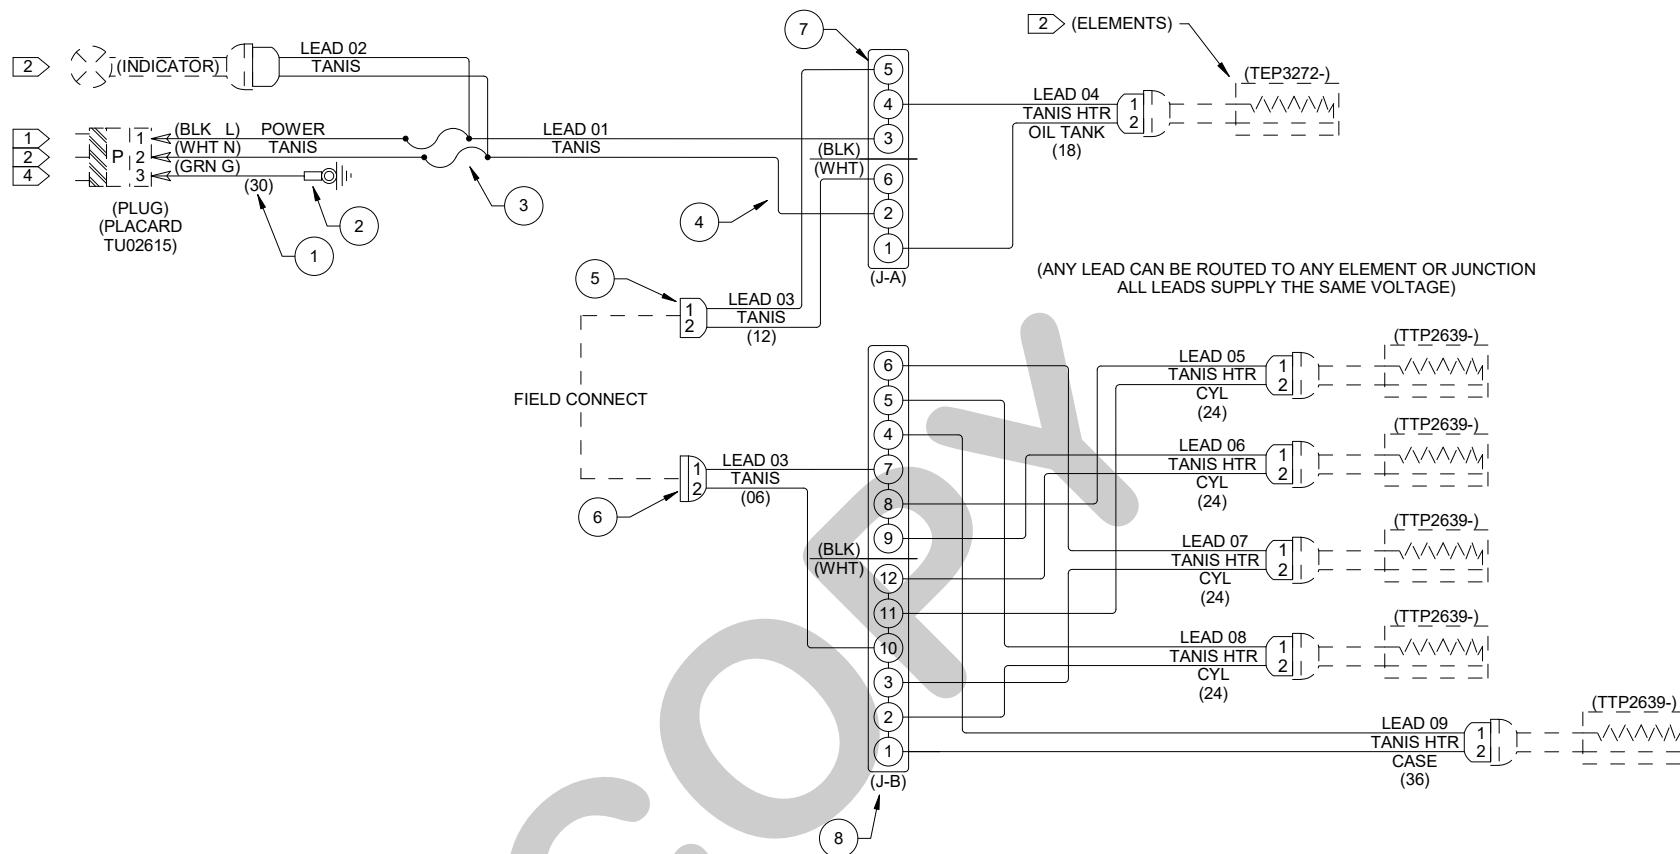 2 (ELEMENTS)
7
LEAD 02
2 (INDICATOR)
TANIS
5
(TEP3272-)
4
LEAD 04
1
TANIS HTR
2
OIL TANK
(18)
1 (BLK L) POWER
P 1
LEAD 01
3
2 (WHT N) TANIS
2
TANIS
(BLK)
(WHT)
4 (GRN G)
3
(30)
6
(PLUG)
(PLACARD
TU02615)
1
2
3
4
2
1
(J-A)
(ANY LEAD CAN BE ROUTED TO ANY ELEMENT OR JUNCTION
ALL LEADS SUPPLY THE SAME VOLTAGE)
5
1
2
LEAD 03
TANIS
(12)
FIELD CONNECT
6
1
2
LEAD 03
TANIS
(06)
6
5
4
7
8
9
(BLK)
(WHT)
12
11
10
3
2
1
(J-B)
8
LEAD 05
TANIS HTR
CYL
(24)
1
2
(TTP2639-)
LEAD 06
TANIS HTR
CYL
(24)
1
2
(TTP2639-)
LEAD 07
TANIS HTR
CYL
(24)
1
2
(TTP2639-)
LEAD 08
TANIS HTR
CYL
(24)
1
2
(TTP2639-)
LEAD 09
TANIS HTR
CASE
(36)
1
2
(TTP2639-)
COPY